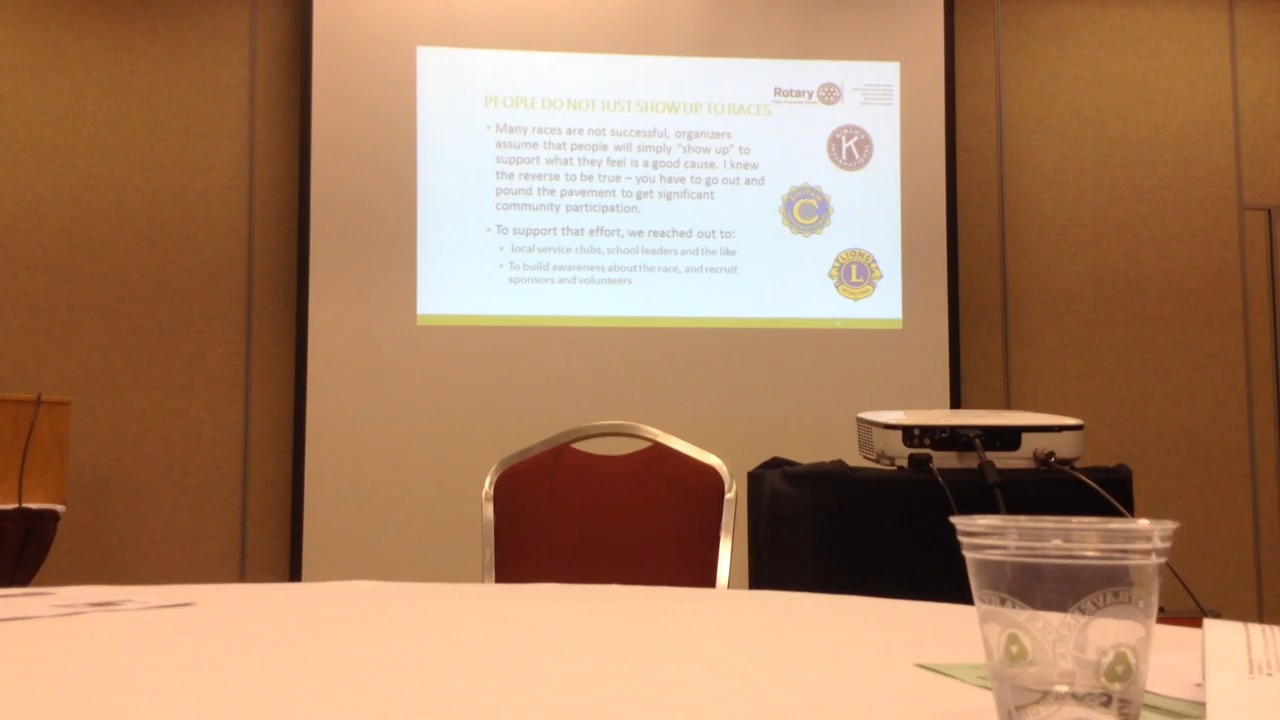 Rotary
PEOPLE DO NOT JUST SHOW UP TO RACES
• Many races are not successful, organizers
assume that people will simply "show up" to
support what they feel is a good cause. I knew
the reverse to be true – you have to go out and
pound the pavement to get significant
community participation.
• To support that effort, we reached out to:
• local service clubs, school leaders and the like
• To build awareness about the race, and recruit
sponsors and volunteers
K
INTERNATIONAL
CIVITAN
C
LIONS
L